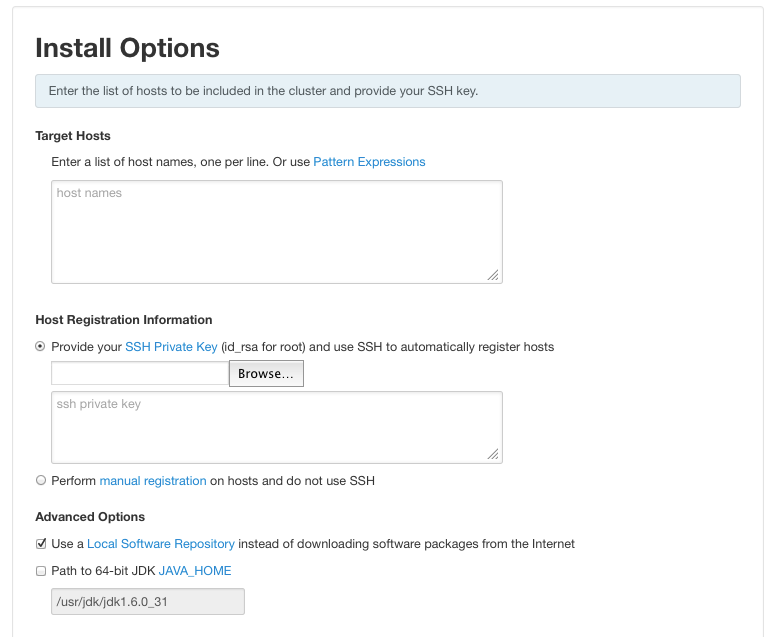 Install Options
Enter the list of hosts to be included in the cluster and provide your SSH key.
Target Hosts
Enter a list of host names, one per line. Or use Pattern Expressions
host names
Host Registration Information
Provide your SSH Private Key (id_rsa for root) and use SSH to automatically register hosts
Browse...
ssh private key
Perform manual registration on hosts and do not use SSH
Advanced Options
Use a Local Software Repository instead of downloading software packages from the Internet
Path to 64-bit JDK JAVA_HOME
/usr/jdk/jdk1.6.0_31